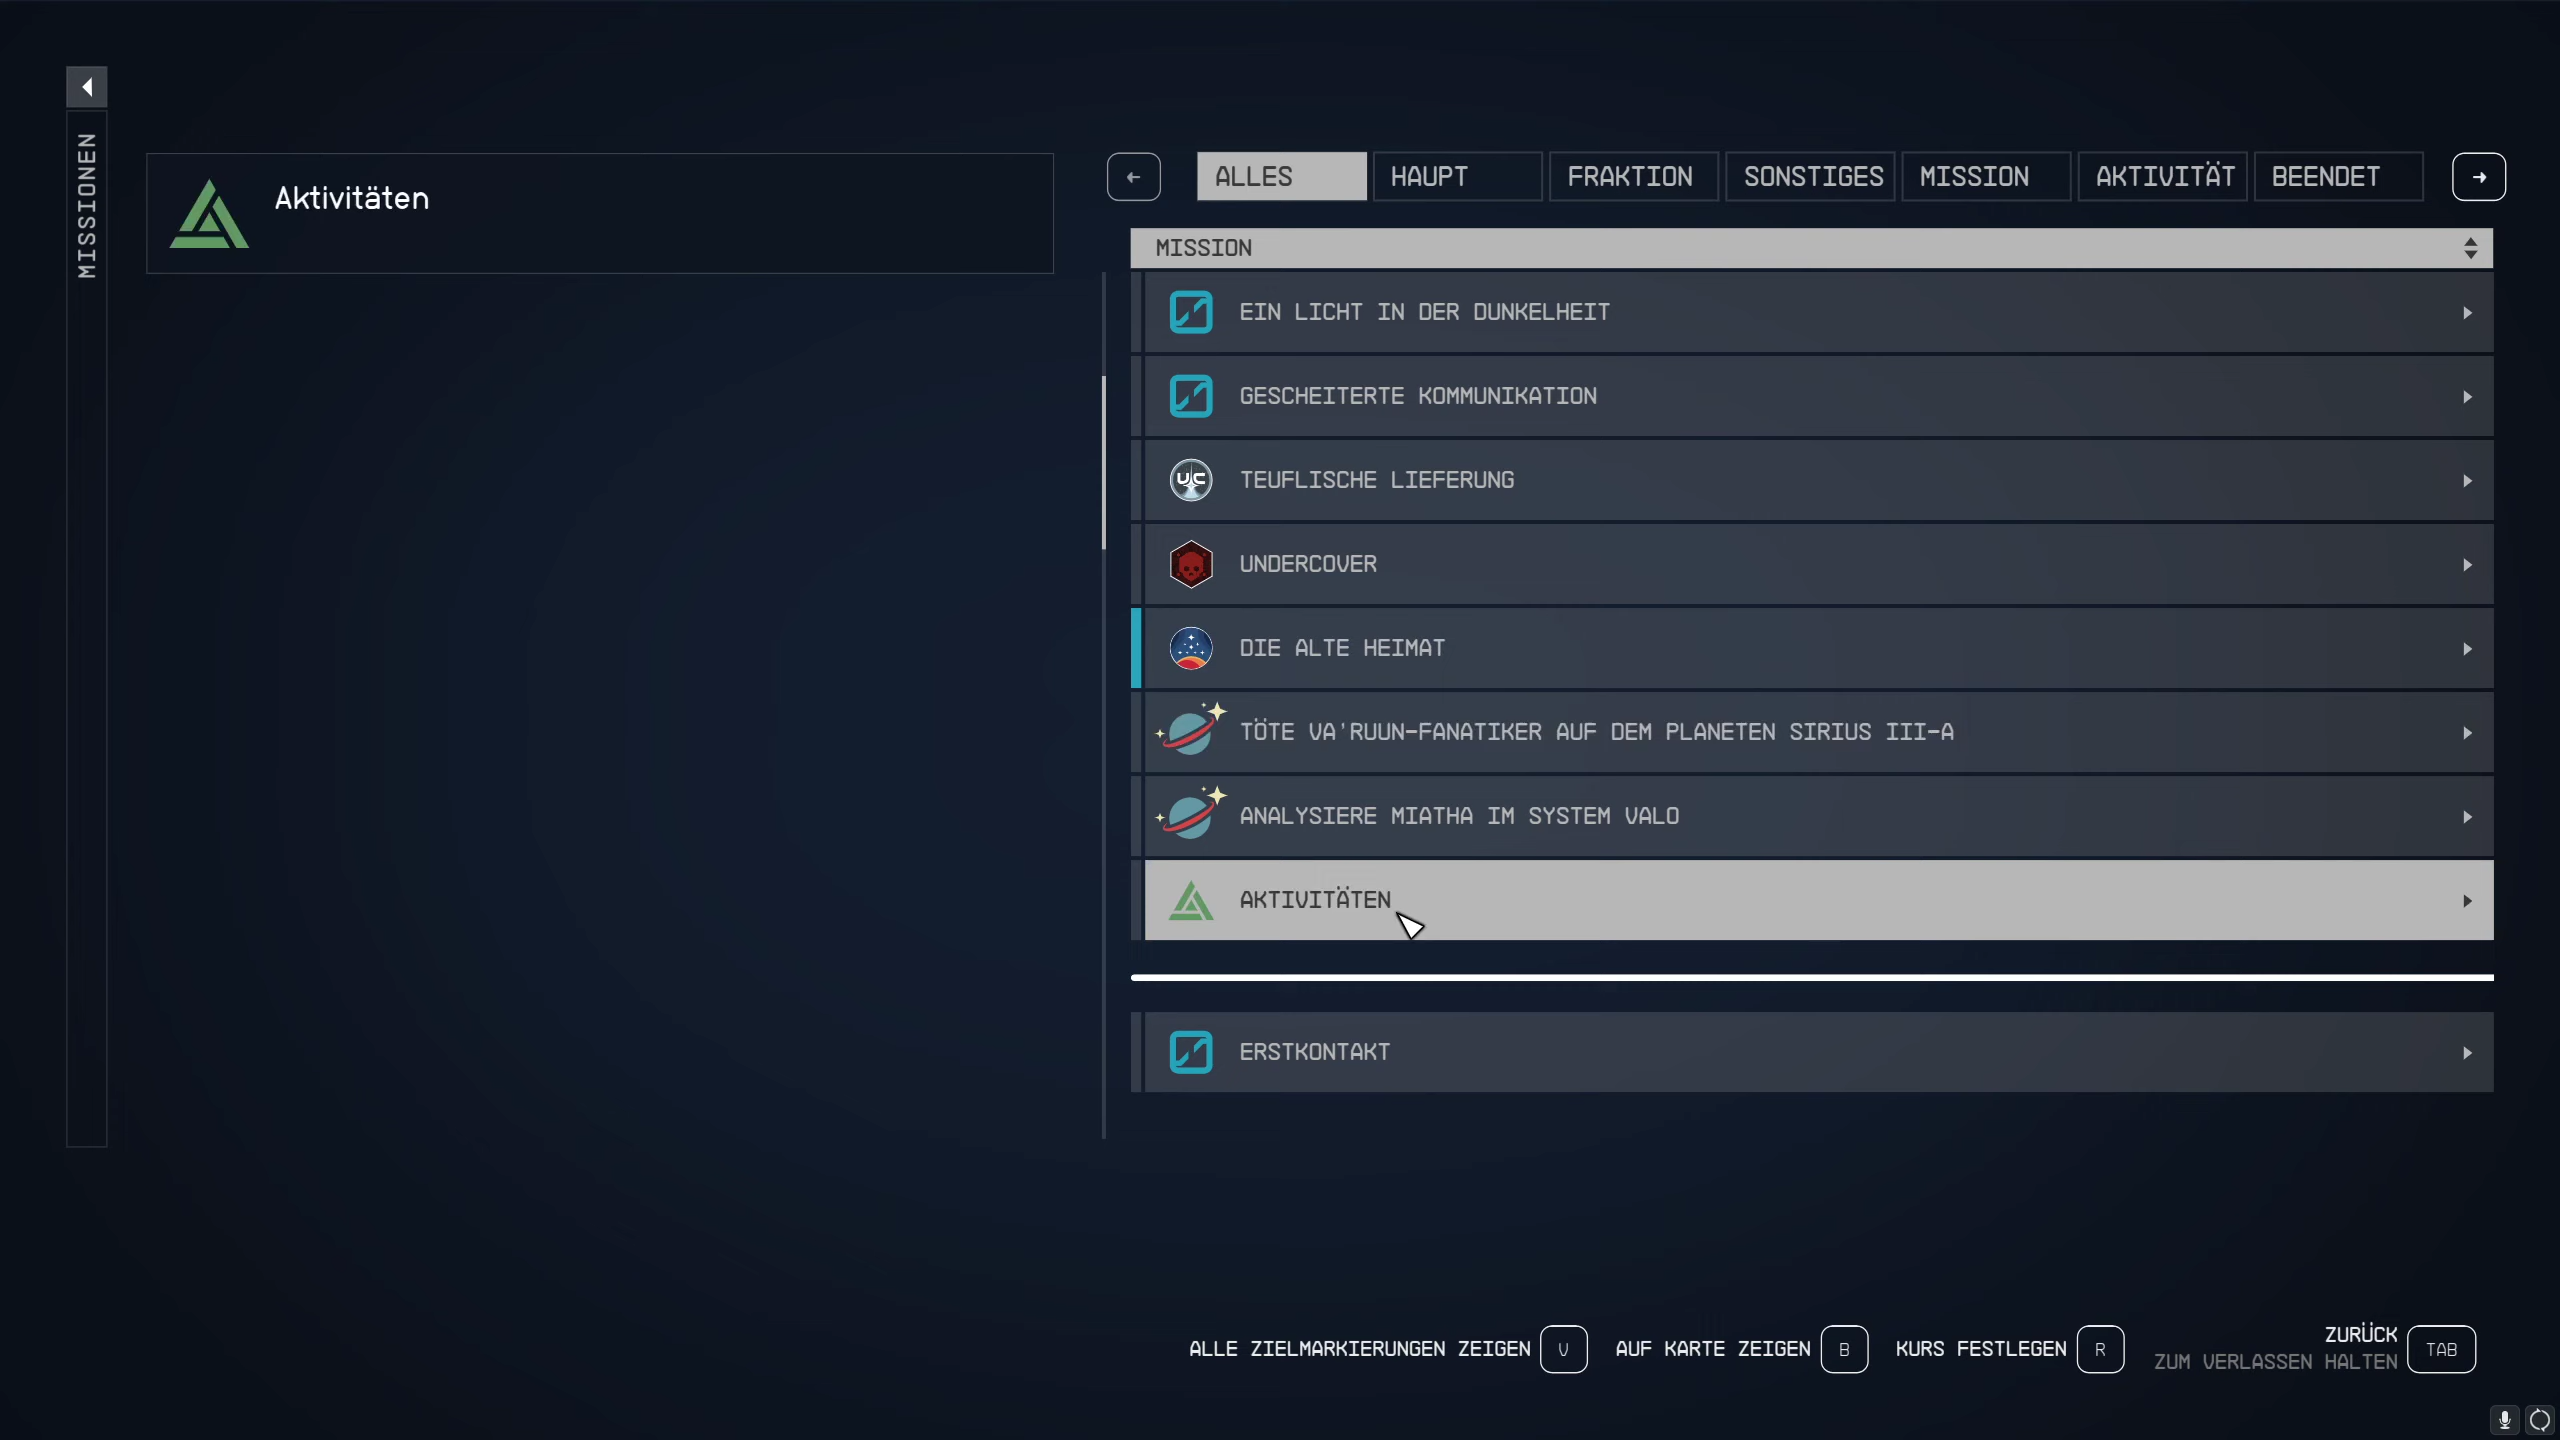 MISSIONEN
Aktivitäten
ALLES HAUPT FRAKTION SONSTIGES MISSION AKTIVITÄT BEENDET
MISSION
EIN LICHT IN DER DUNKELHEIT
GESCHEITERTE KOMMUNIKATION
UC TEUFLISCHE LIEFERUNG
UNDERCOVER
DIE ALTE HEIMAT
TÖTE VA'RUUN-FANATIKER AUF DEM PLANETEN SIRIUS III-A
ANALYSIERE MIATHA IM SYSTEM VALO
AKTIVITÄTEN
ERSTKONTAKT
ALLE ZIELMARKIERUNGEN ZEIGEN V AUF KARTE ZEIGEN B KURS FESTLEGEN R ZURÜCK TAB
ZUM VERLASSEN HALTEN